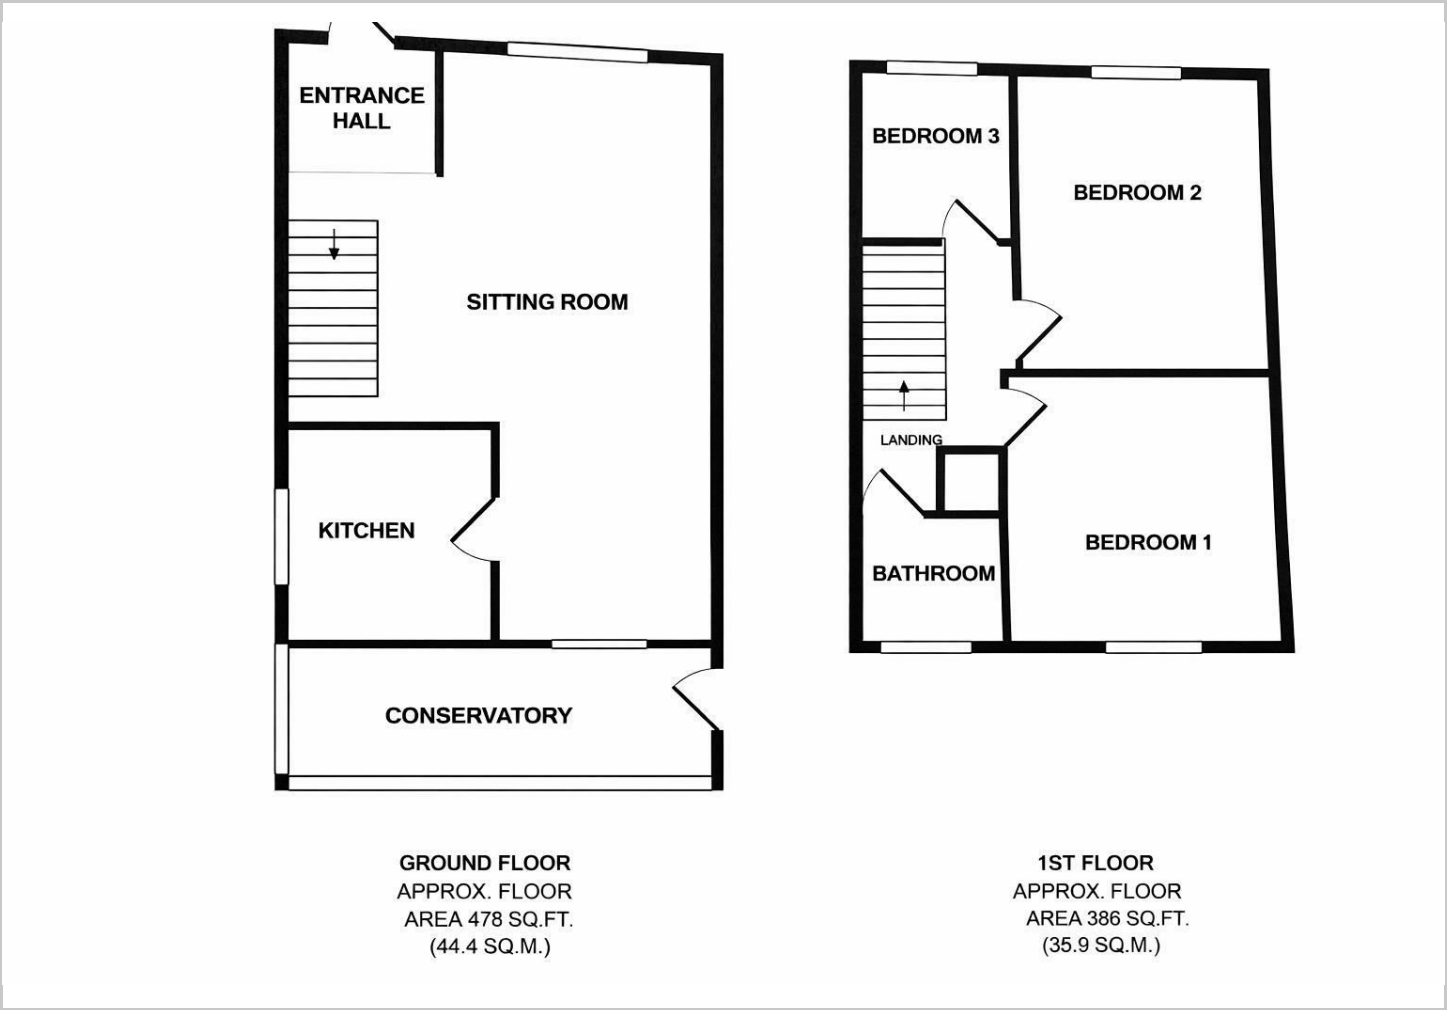 ENTRANCE
HALL
SITTING ROOM
KITCHEN
CONSERVATORY
GROUND FLOOR
APPROX. FLOOR
AREA 478 SQ.FT.
(44.4 SQ.M.)
BEDROOM 3
BEDROOM 2
LANDING
BEDROOM 1
BATHROOM
1ST FLOOR
APPROX. FLOOR
AREA 386 SQ.FT.
(35.9 SQ.M.)